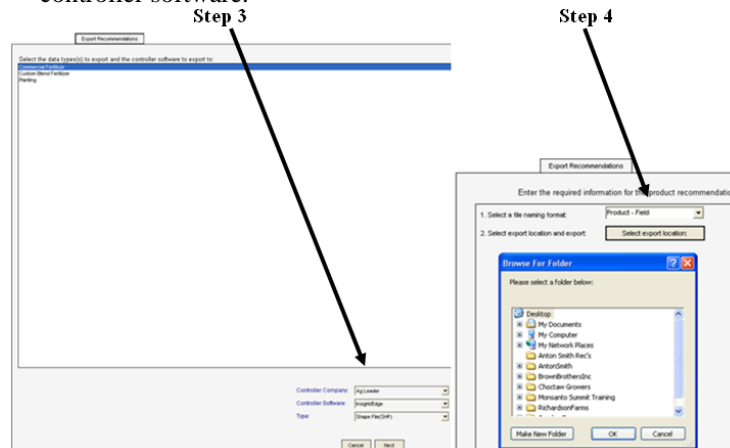 controller software.
Step 3
Step 4
Export Recommendations
Select the data types(s) to export and the controller software to export to:
Commercial Fertilizer
Custom Blend Fertilizer
Planting
Controller Company: Ag Leader
Controller Software: Insight/Edge
Type: Shape File(SHP)
Cancel Next
Export Recommendations
Enter the required information for the product recommendatio
1. Select a file naming format: Product - Field
2. Select export location and export: Select export location:
Browse For Folder
Please select a folder below:
Desktop
My Documents
My Computer
My Network Places
Anton Smith Rec's
AntonSmith
BrownBrothersInc
Choctaw Growers
Monsanto Summit Training
RichardsonFarms
Make New Folder OK Cancel